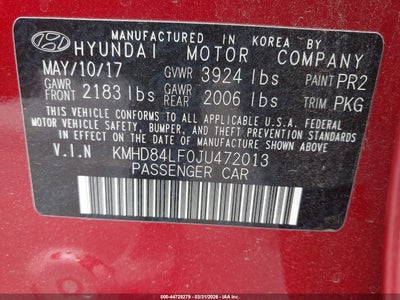 MANUFACTURED IN KOREA BY
HYUNDAI MOTOR COMPANY
MAY/10/17 GVWR 3924 lbs PAINT PR2
GAWR FRONT 2183 lbs GAWR REAR 2006 lbs TRIM PKG
THIS VEHICLE CONFORMS TO ALL APPLICABLE U.S.A. FEDERAL
MOTOR VEHICLE SAFETY, BUMPER, AND THEFT PREVENTION
STANDARDS IN EFFECT ON THE DATE OF MANUFACTURE SHOWN ABOVE.
V.I.N KMHD84LF0JU472013
PASSENGER CAR
000-44728279 - 03/31/2026 - IAA Inc.